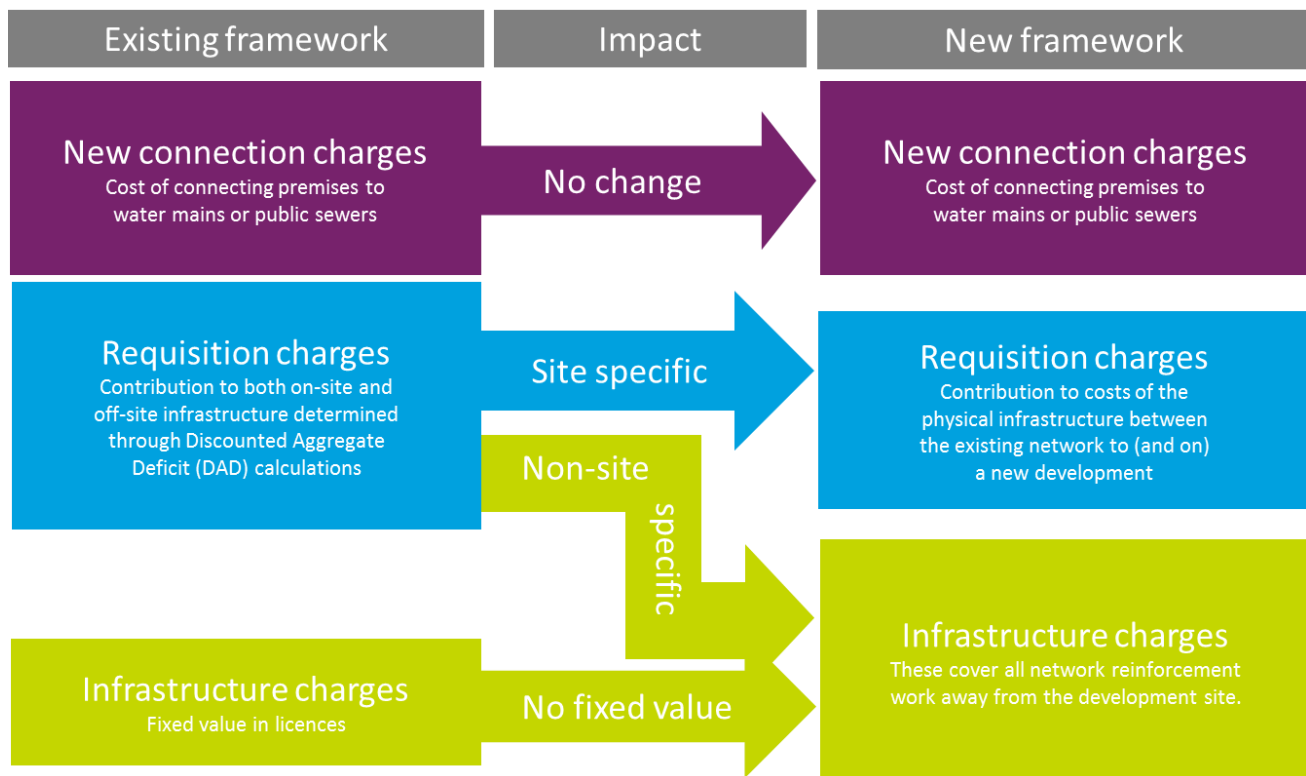 Existing framework
Impact
New framework
New connection charges
Cost of connecting premises to
water mains or public sewers
No change
New connection charges
Cost of connecting premises to
water mains or public sewers
Requisition charges
Contribution to both on-site and
off-site infrastructure determined
through Discounted Aggregate
Deficit (DAD) calculations
Site specific
Non-site
specific
Requisition charges
Contribution to costs of the
physical infrastructure between
the existing network to (and on)
a new development
Infrastructure charges
Fixed value in licences
No fixed value
Infrastructure charges
These cover all network reinforcement
work away from the development site.